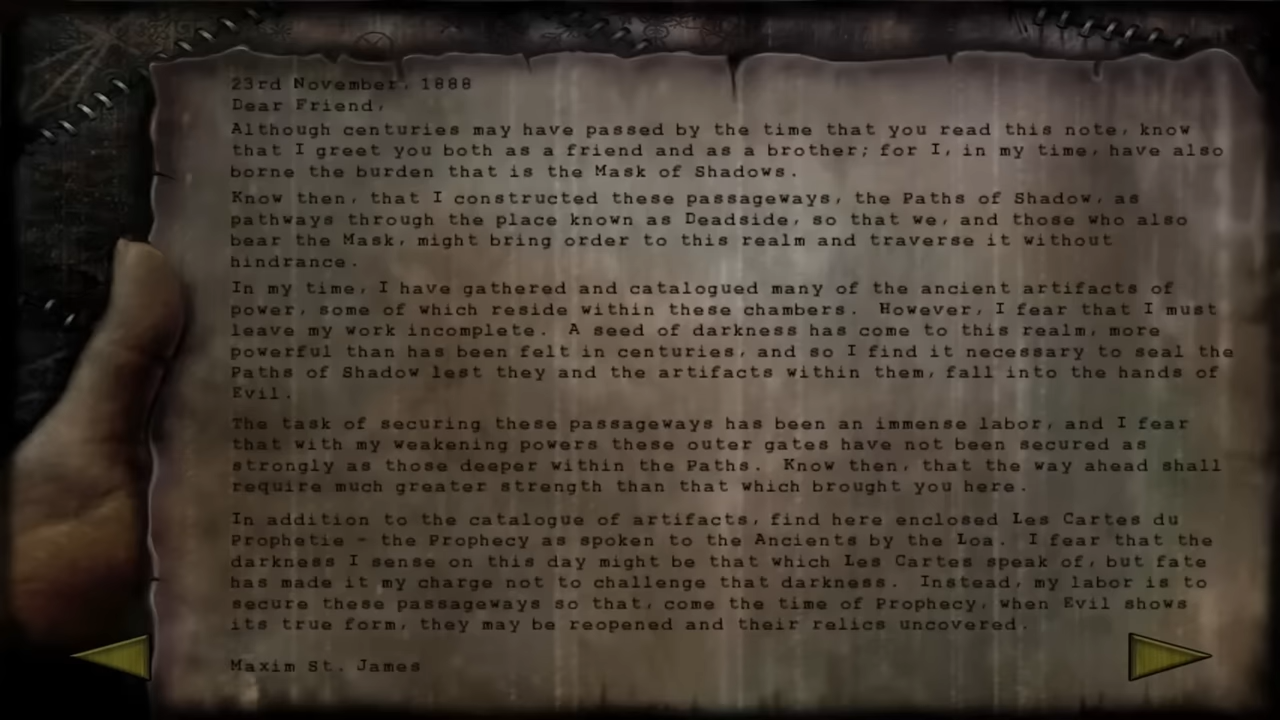 23rd November, 1888
Dear Friend,
Although centuries may have passed by the time that you read this note, know
that I greet you both as a friend and as a brother; for I, in my time, have also
borne the burden that is the Mask of Shadows.
Know then, that I constructed these passageways, the Paths of Shadow, as
pathways through the place known as Deadside, so that we, and those who also
bear the Mask, might bring order to this realm and traverse it without
hindrance.
In my time, I have gathered and catalogued many of the ancient artifacts of
power, some of which reside within these chambers.  However, I fear that I must
leave my work incomplete.  A seed of darkness has come to this realm, more
powerful than has been felt in centuries, and so I find it necessary to seal the
Paths of Shadow lest they and the artifacts within them, fall into the hands of
Evil.
The task of securing these passageways has been an immense labor, and I fear
that with my weakening powers these outer gates have not been secured as
strongly as those deeper within the Paths.  Know then, that the way ahead shall
require much greater strength than that which brought you here.
In addition to the catalogue of artifacts, find here enclosed Les Cartes du
Prophetie - the Prophecy as spoken to the Ancients by the Loa.  I fear that the
darkness I sense on this day might be that which Les Cartes speak of, but fate
has made it my charge not to challenge that darkness.  Instead, my labor is to
secure these passageways so that, come the time of Prophecy, when Evil shows
its true form, they may be reopened and their relics uncovered.
Maxim St. James